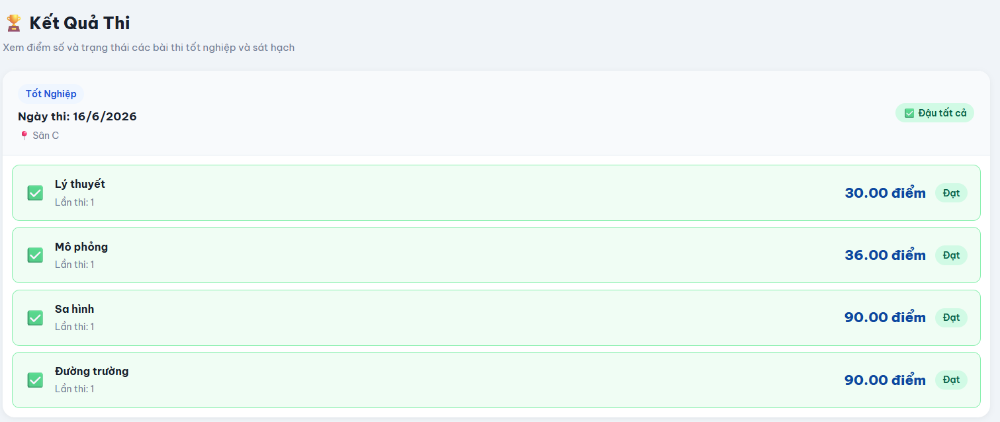 Kết Quả Thi
Xem điểm số và trạng thái các bài thi tốt nghiệp và sát hạch
Tốt Nghiệp
Ngày thi: 16/6/2026
Sân C
Đậu tất cả
Lý thuyết
Lần thi: 1
30.00 điểm
Đạt
Mô phỏng
Lần thi: 1
36.00 điểm
Đạt
Sa hình
Lần thi: 1
90.00 điểm
Đạt
Đường trường
Lần thi: 1
90.00 điểm
Đạt